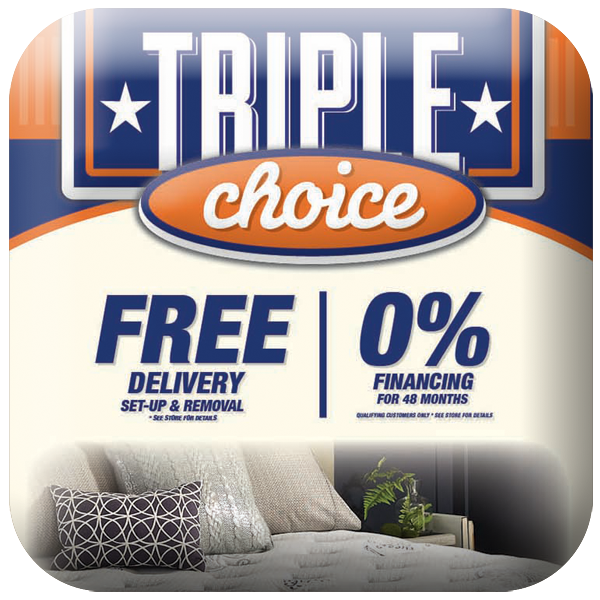 TRIPLE
choice
FREE
DELIVERY
SET-UP & REMOVAL
* SEE STORE FOR DETAILS
0%
FINANCING
FOR 48 MONTHS
QUALIFYING CUSTOMERS ONLY * SEE STORE FOR DETAILS